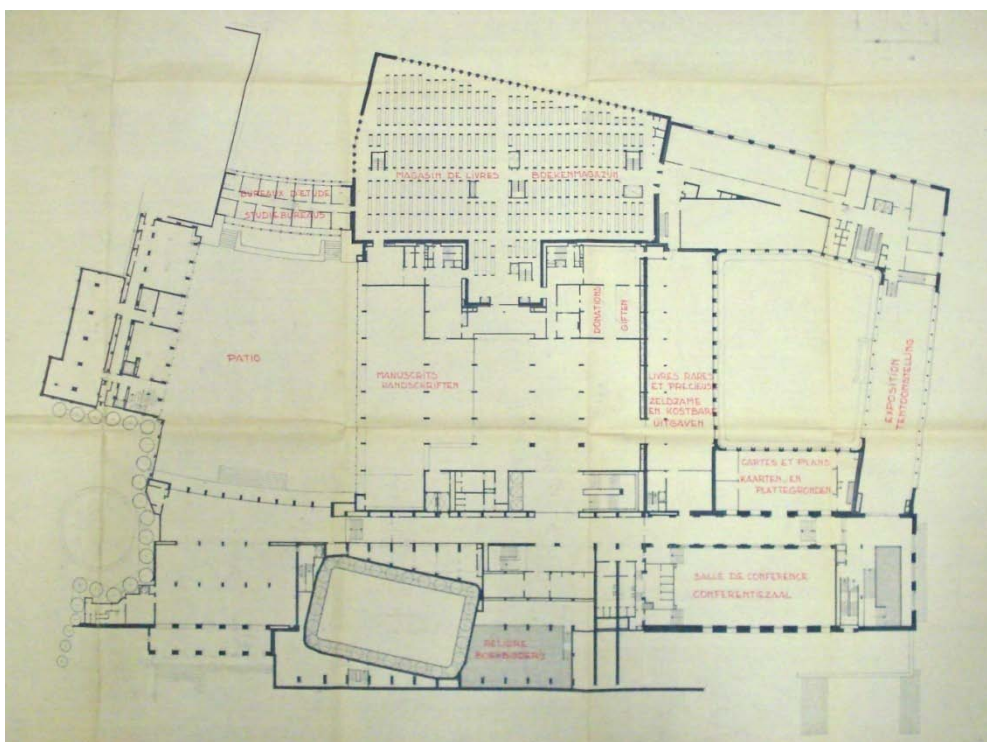 MAGASIN DE LIVRES BOEKENMAGAZIJN
BUREAUX D'ETUDE
STUDIEBUREAUS
DONATIONS
GIFTEN
PATIO
MANUSCRITS
HANDSCHRIFTEN
LIVRES RARES
ET PRECIEUX
ZELDZAME
EN KOSTBARE
UITGAVEN
EXPOSITION
TENTOONSTELLING
CARTES ET PLANS
KAARTEN EN
PLATTEGRONDEN
SALLE DE CONFERENCE
CONFERENTIEZAAL
RELIURE
BOEKBINDERS